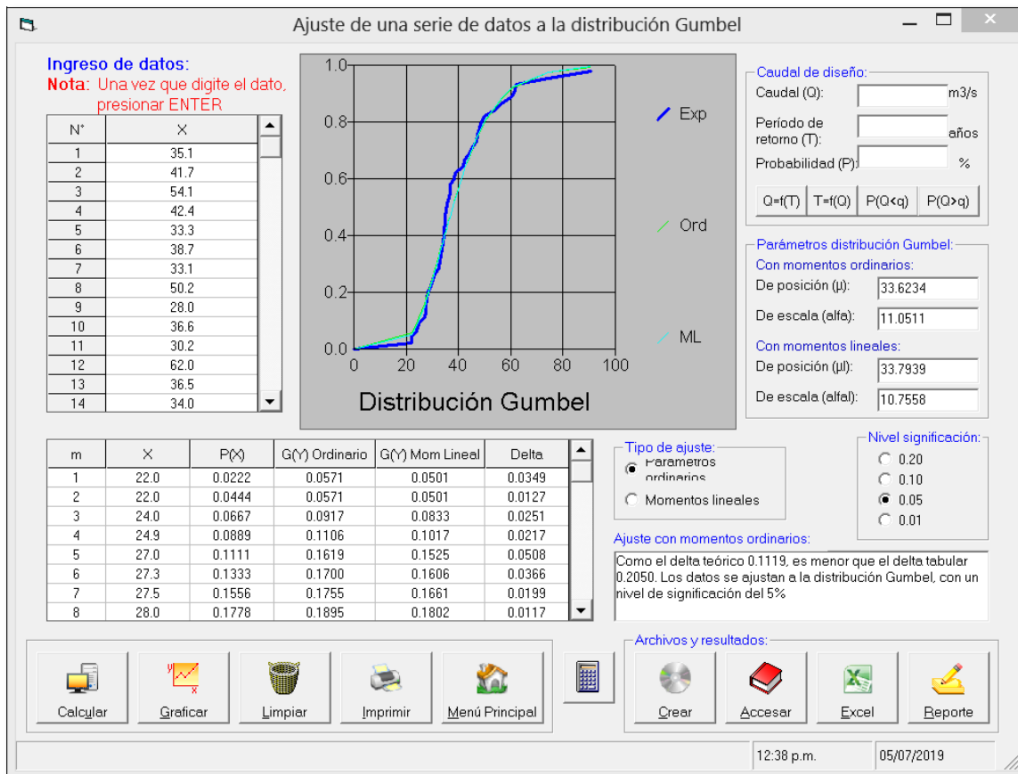 Ajuste de una serie de datos a la distribución Gumbel
Ingreso de datos:
Nota: Una vez que digite el dato,
presionar ENTER
N° X
1 35.1
2 41.7
3 54.1
4 42.4
5 33.3
6 38.7
7 33.1
8 50.2
9 28.0
10 36.6
11 30.2
12 62.0
13 36.5
14 34.0
1.0
0.8
0.6
0.4
0.2
0.0
0 20 40 60 80 100
Distribución Gumbel
Exp
Ord
ML
Caudal de diseño:
Caudal (Q): m3/s
Período de
retorno (T): años
Probabilidad (P): %
Q=f(T) T=f(Q) P(Q<q) P(Q>q)
Parámetros distribución Gumbel:
Con momentos ordinarios:
De posición (µ): 33.6234
De escala (alfa): 11.0511
Con momentos lineales:
De posición (µl): 33.7939
De escala (alfal): 10.7558
m X P(X) G(Y) Ordinario G(Y) Mom Lineal Delta
1 22.0 0.0222 0.0571 0.0501 0.0349
2 22.0 0.0444 0.0571 0.0501 0.0127
3 24.0 0.0667 0.0917 0.0833 0.0251
4 24.9 0.0889 0.1106 0.1017 0.0217
5 27.0 0.1111 0.1619 0.1525 0.0508
6 27.3 0.1333 0.1700 0.1606 0.0366
7 27.5 0.1556 0.1755 0.1661 0.0199
8 28.0 0.1778 0.1895 0.1802 0.0117
Tipo de ajuste:
Parámetros
ordinarios
Momentos lineales
Nivel significación:
0.20
0.10
0.05
0.01
Ajuste con momentos ordinarios:
Como el delta teórico 0.1119, es menor que el delta tabular
0.2050. Los datos se ajustan a la distribución Gumbel, con un
nivel de significación del 5%
Calcular Graficar Limpiar Imprimir Menú Principal
Archivos y resultados:
Crear Accesar Excel Reporte
12:38 p.m. 05/07/2019